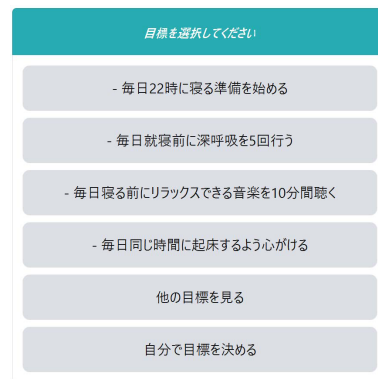 目標を選択してください
- 毎日22時に寝る準備を始める
- 毎日就寝前に深呼吸を5回行う
- 毎日寝る前にリラックスできる音楽を10分間聴く
- 毎日同じ時間に起床するよう心がける
他の目標を見る
自分で目標を決める